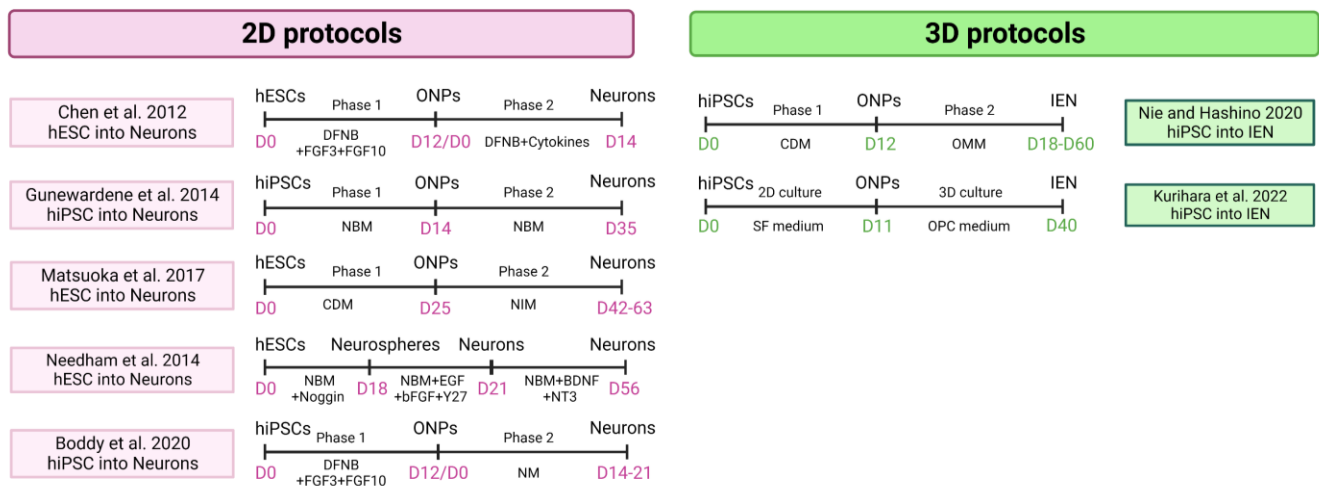 2D protocols
3D protocols
Chen et al. 2012
hESC into Neurons
hESCs
Phase 1
ONPs
Phase 2
Neurons
D0
DFNB
+FGF3+FGF10
D12/D0
DFNB+Cytokines
D14
Gunewardene et al. 2014
hiPSC into Neurons
hiPSCs
Phase 1
ONPs
Phase 2
Neurons
D0
NBM
D14
NBM
D35
Matsuoka et al. 2017
hESC into Neurons
hESCs
Phase 1
ONPs
Phase 2
Neurons
D0
CDM
D25
NIM
D42-63
Needham et al. 2014
hESC into Neurons
hESCs
Neurospheres
Neurons
Neurons
D0
NBM
+Noggin
D18
NBM+EGF
+bFGF+Y27
D21
NBM+BDNF
+NT3
D56
Boddy et al. 2020
hiPSC into Neurons
hiPSCs
Phase 1
ONPs
Phase 2
Neurons
D0
DFNB
+FGF3+FGF10
D12/D0
NM
D14-21
hiPSCs
Phase 1
ONPs
Phase 2
IEN
D0
CDM
D12
OMM
D18-D60
Nie and Hashino 2020
hiPSC into IEN
hiPSCs
2D culture
ONPs
3D culture
IEN
D0
SF medium
D11
OPC medium
D40
Kurihara et al. 2022
hiPSC into IEN